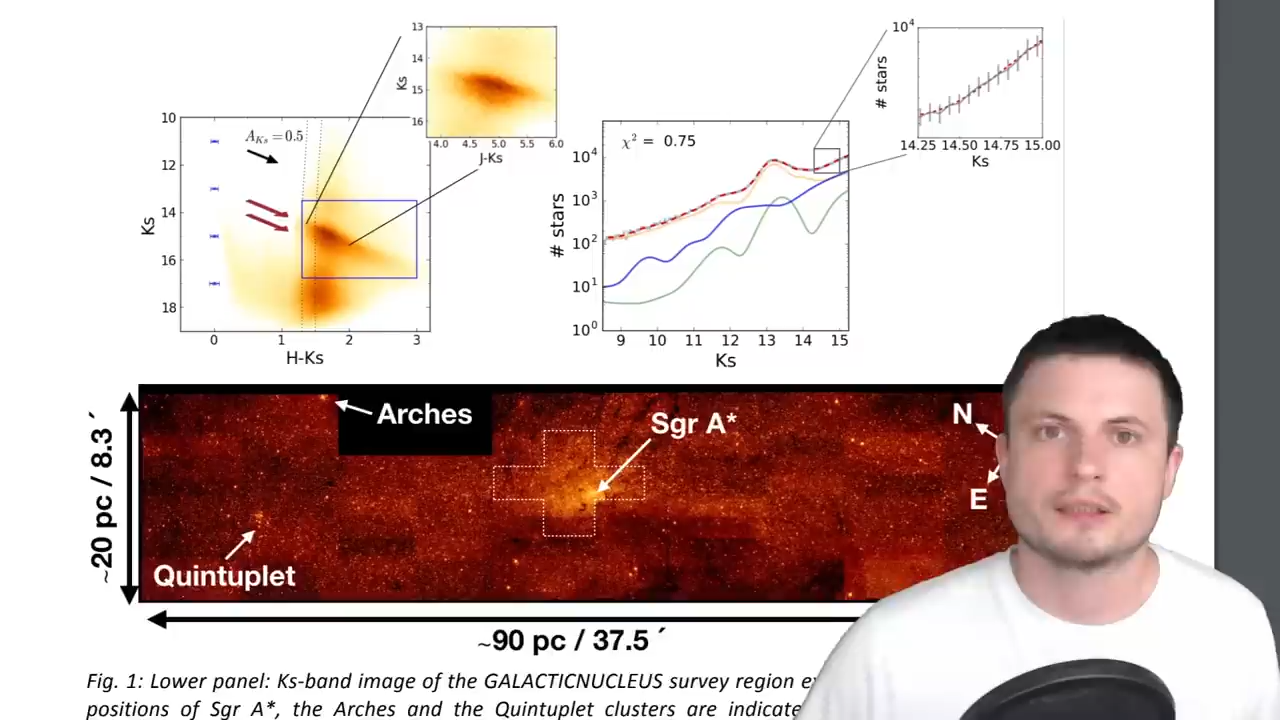 13
14
15
16
Ks
4.0 4.5 5.0 5.5 6.0
J-Ks
10
12
14
16
18
Ks
A_Ks = 0.5
0 1 2 3
H-Ks
χ² = 0.75
10⁴
10³
10²
10¹
10⁰
# stars
9 10 11 12 13 14 15
Ks
10⁴
# stars
14.25 14.50 14.75 15.00
Ks
Arches
Sgr A*
N
E
Quintuplet
~20 pc / 8.3 ´
~90 pc / 37.5 ´
Fig. 1: Lower panel: Ks-band image of the GALACTICNUCLEUS survey region
positions of Sgr A*, the Arches and the Quintuplet clusters are